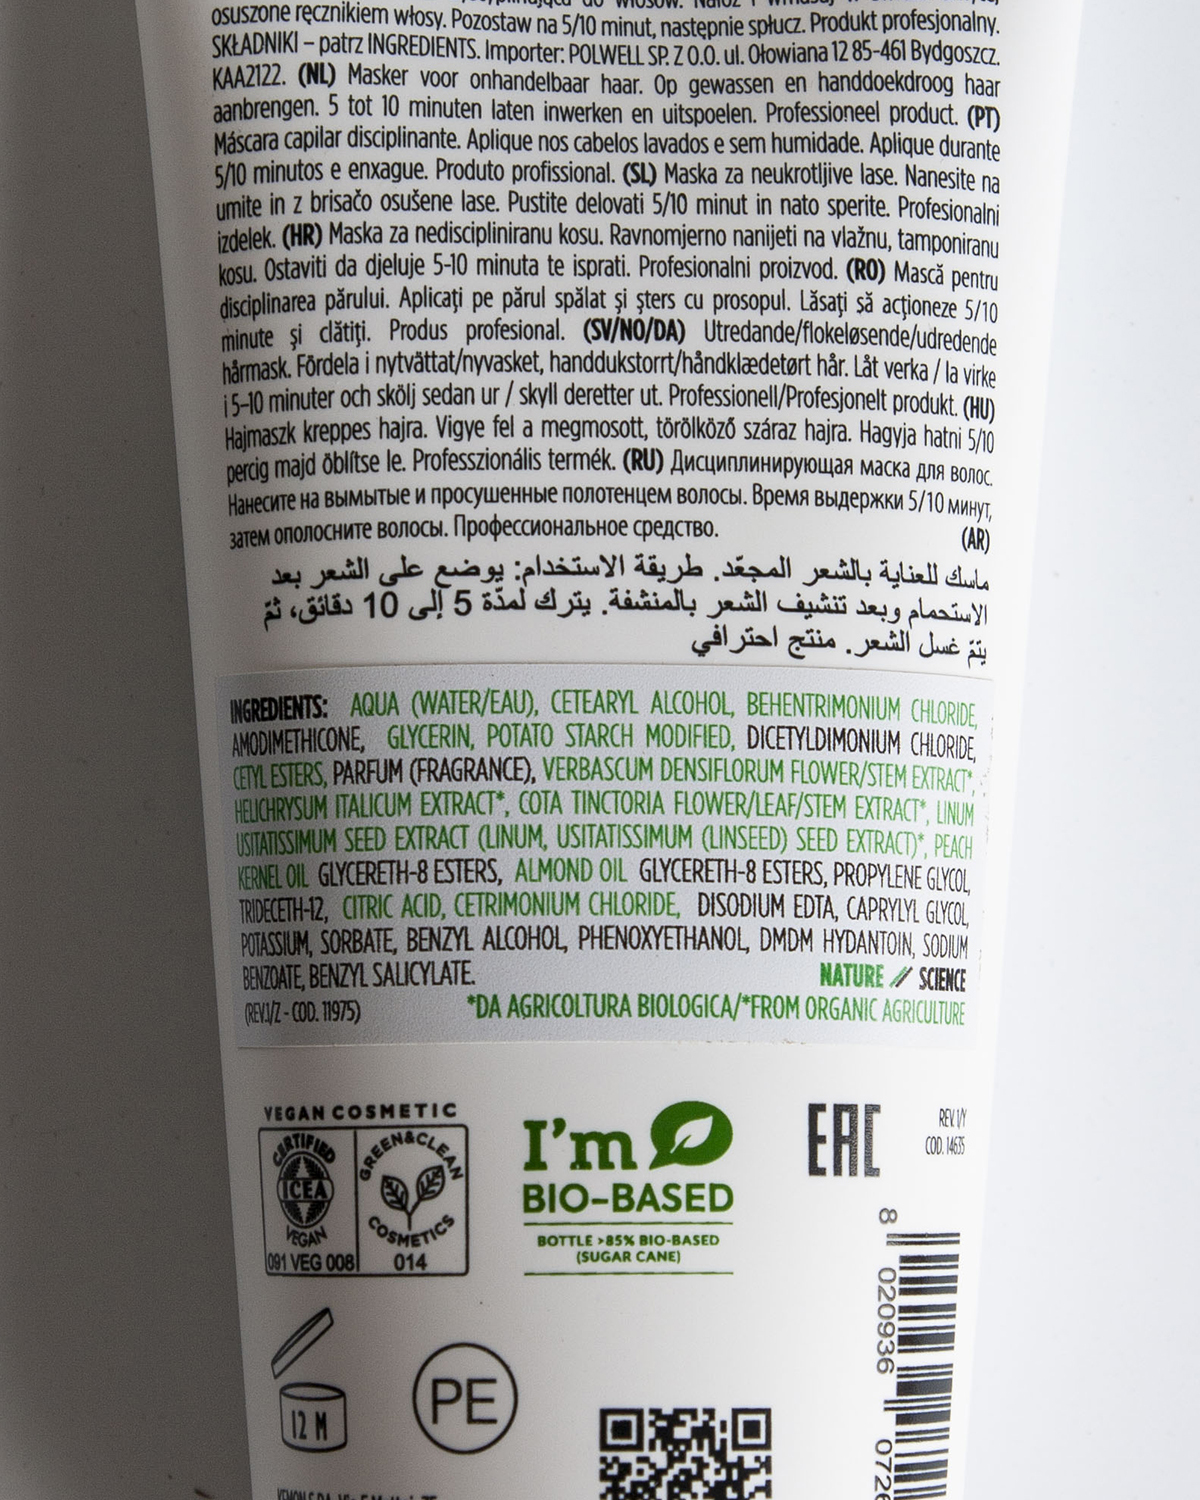 do włosów. Nałóż i wmasuj w
osuszone ręcznikiem włosy. Pozostaw na 5/10 minut, następnie spłucz. Produkt profesjonalny.
SKŁADNIKI – patrz INGREDIENTS. Importer: POLWELL SP. Z O.O. ul. Ołowiana 12 85-461 Bydgoszcz.
KAA2122. (NL) Masker voor onhandelbaar haar. Op gewassen en handdoekdroog haar
aanbrengen. 5 tot 10 minuten laten inwerken en uitspoelen. Professioneel product. (PT)
Máscara capilar disciplinante. Aplique nos cabelos lavados e sem humidade. Aplique durante
5/10 minutos e enxague. Produto profissional. (SL) Maska za neukrotljive lase. Nanesite na
umite in z brisačo osušene lase. Pustite delovati 5/10 minut in nato sperite. Profesionalni
izdelek. (HR) Maska za nedisciplinirano kosu. Ravnomjerno nanijeti na vlažnu, tamponiranu
kosu. Ostaviti da djeluje 5-10 minuta te isprati. Profesionalni proizvod. (RO) Mască pentru
disciplinarea părului. Aplicaţi pe părul spălat şi şters cu prosopul. Lăsaţi şă acţioneze 5/10
minute şi clătiţi. Produs profesional. (SV/NO/DA) Utredande/flokeløsende/udredende
hårmask. Fördela i nytvättat/nyvasket, handdukstorrt/håndklædetørt hår. Låt verka / la virke
i 5-10 minuter och skölj sedan ur / skyll deretter ut. Professionell/Profesjonelt produkt. (HU)
Hajmaszk kreppes hajra. Vigye fel a megmosott, törölköző száraz hajra. Hagyja hatni 5/10
percig majd öblítse le. Professzionális termék. (RU) Дисциплинирующая маска для волос.
Нанесите на вымытые и просушенные полотенцем волосы. Время выдержки 5/10 минут,
затем ополосните волосы. Профессиональное средство. (AR)
ماسك للعناية بالشعر المجعّد. طريقة الاستخدام: يوضع على الشعر بعد
الاستحمام وبعد تنشيف الشعر بالمنشفة. يترك لمدّة 5 إلى 10 دقائق، ثمّ
يتمّ غسل الشعر. منتج احترافي
INGREDIENTS: AQUA (WATER/EAU), CETEARYL ALCOHOL, BEHENTRIMONIUM CHLORIDE,
AMODIMETHICONE, GLYCERIN, POTATO STARCH MODIFIED, DICETYLDIMONIUM CHLORIDE,
CETYL ESTERS, PARFUM (FRAGRANCE), VERBASCUM DENSIFLORUM FLOWER/STEM EXTRACT*,
HELICHRYSUM ITALICUM EXTRACT*, COTA TINCTORIA FLOWER/LEAF/STEM EXTRACT*, LINUM
USITATISSIMUM SEED EXTRACT (LINUM, USITATISSIMUM (LINSEED) SEED EXTRACT)*, PEACH
KERNEL OIL GLYCERETH-8 ESTERS, ALMOND OIL GLYCERETH-8 ESTERS, PROPYLENE GLYCOL,
TRIDECETH-12, CITRIC ACID, CETRIMONIUM CHLORIDE, DISODIUM EDTA, CAPRYLYL GLYCOL,
POTASSIUM, SORBATE, BENZYL ALCOHOL, PHENOXYETHANOL, DMDM HYDANTOIN, SODIUM
BENZOATE, BENZYL SALICYLATE. NATURE // SCIENCE
(REV.1/Z - COD. 11975) *DA AGRICOLTURA BIOLOGICA/*FROM ORGANIC AGRICULTURE
VEGAN COSMETIC
CERTIFIED
ICEA
VEGAN
091 VEG 008
GREEN&CLEAN
COSMETICS
014
I'm
BIO-BASED
BOTTLE >85% BIO-BASED
(SUGAR CANE)
EAC
REV.1/Y
COD. 14635
12 M
PE
8 020936 072